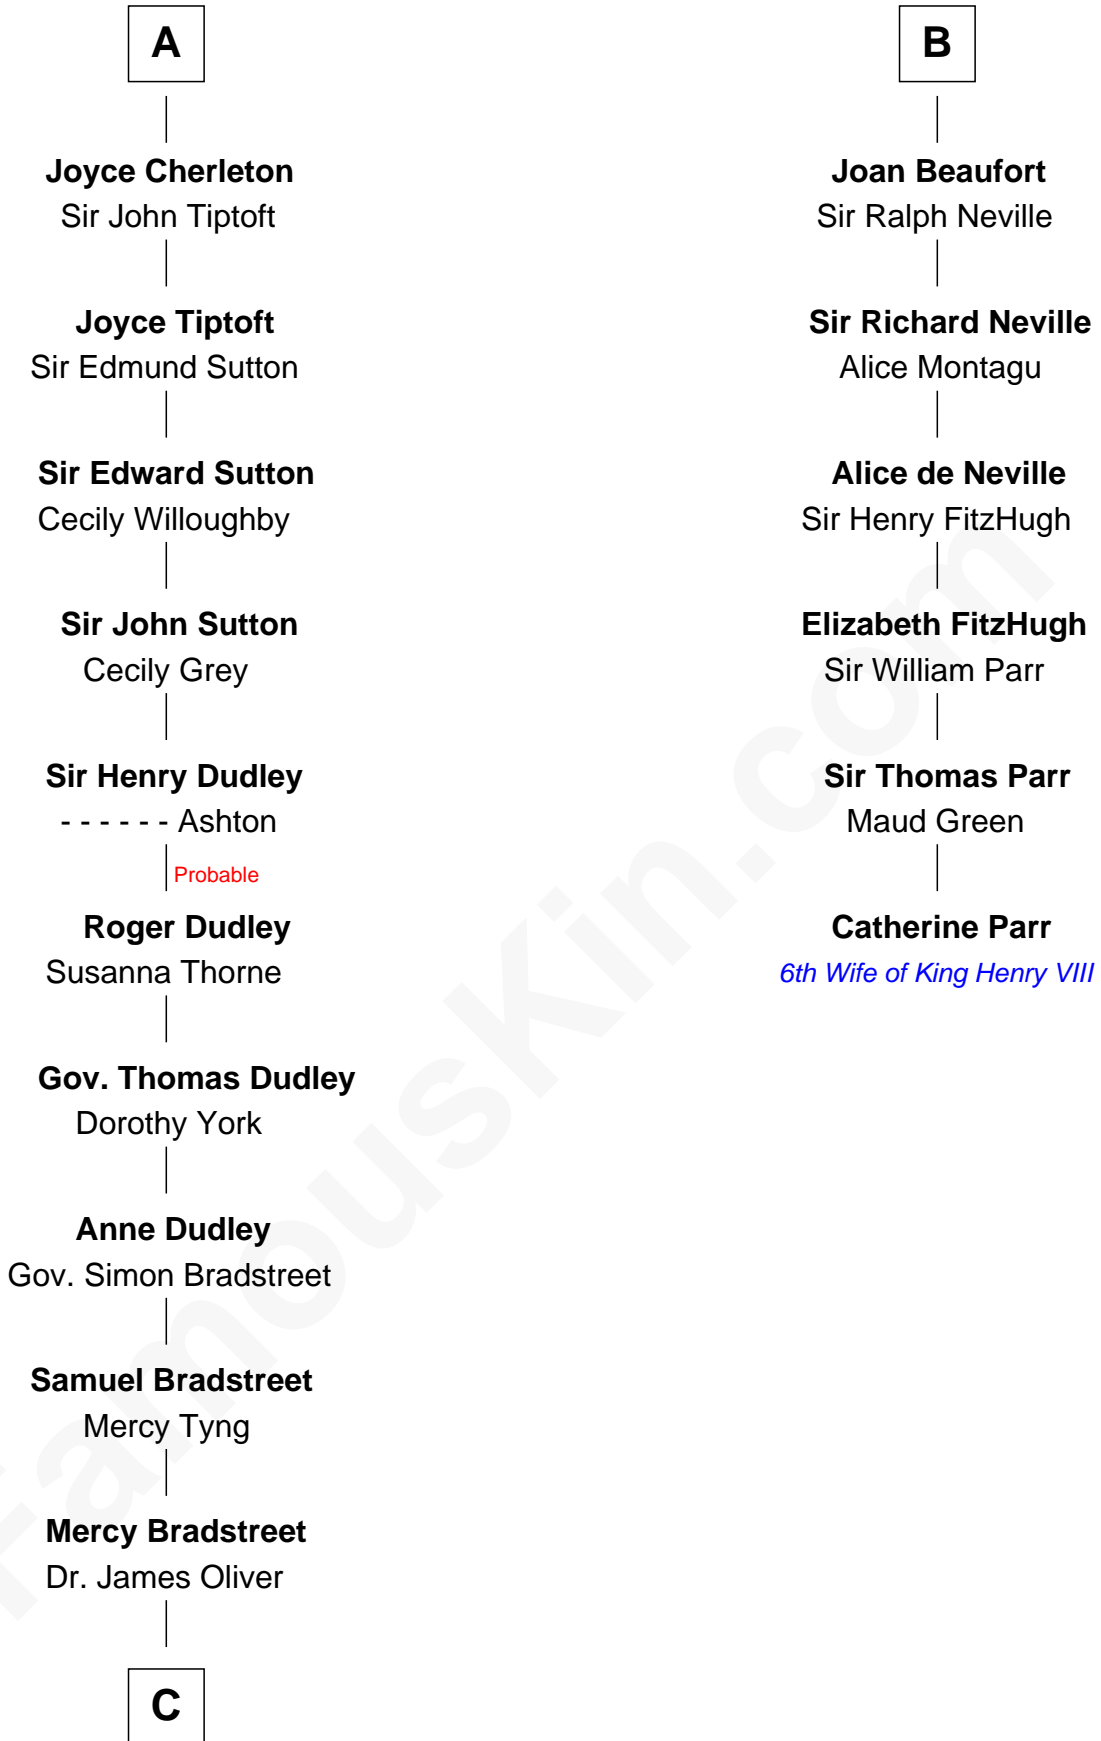 A
Joyce Cherleton
Sir John Tiptoft
Joyce Tiptoft
Sir Edmund Sutton
Sir Edward Sutton
Cecily Willoughby
Sir John Sutton
Cecily Grey
Sir Henry Dudley
- - - - - - Ashton
Probable
Roger Dudley
Susanna Thorne
Gov. Thomas Dudley
Dorothy York
Anne Dudley
Gov. Simon Bradstreet
Samuel Bradstreet
Mercy Tyng
Mercy Bradstreet
Dr. James Oliver
C
B
Joan Beaufort
Sir Ralph Neville
Sir Richard Neville
Alice Montagu
Alice de Neville
Sir Henry FitzHugh
Elizabeth FitzHugh
Sir William Parr
Sir Thomas Parr
Maud Green
Catherine Parr
6th Wife of King Henry VIII
FamousKin.com